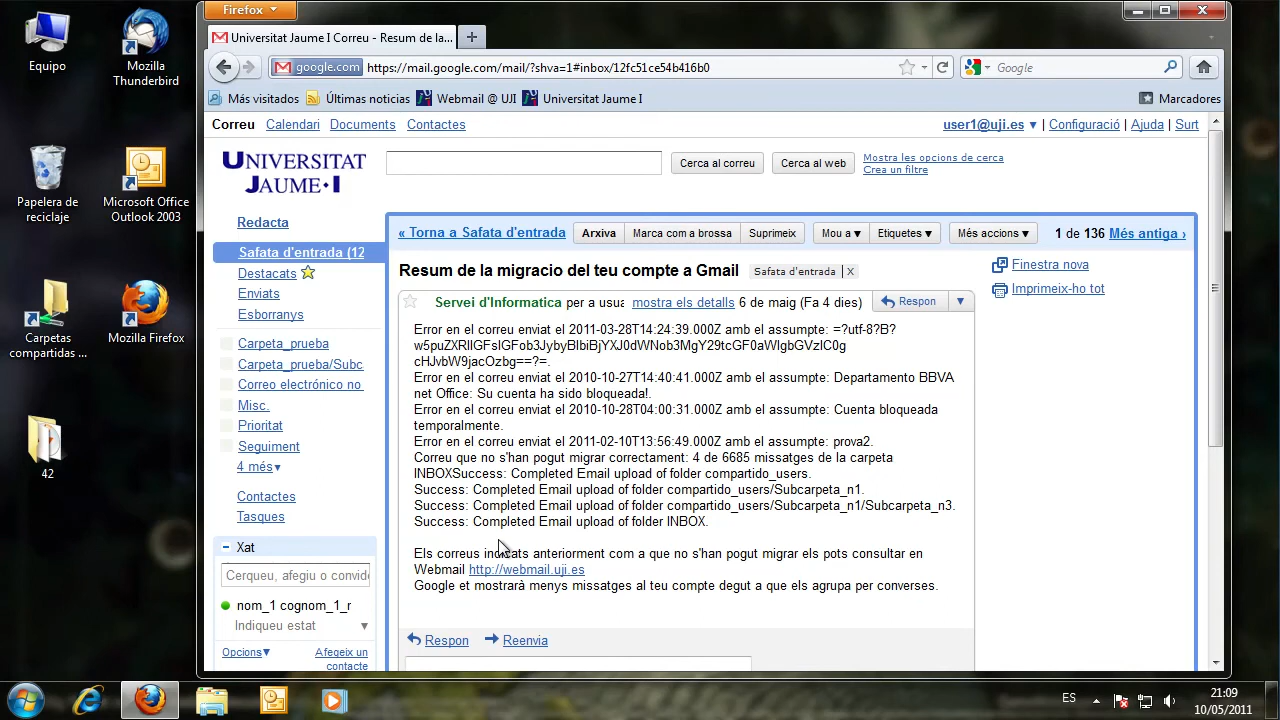 Equipo
Mozilla
Thunderbird
Papelera de
reciclaje
Microsoft Office
Outlook 2003
Carpetas
compartidas ...
Mozilla Firefox
42
Firefox
Universitat Jaume I Correu - Resum de la...
google.com https://mail.google.com/mail/?shva=1#inbox/12fc51ce54b416b0
Google
Más visitados Últimas noticias Webmail @ UJI Universitat Jaume I Marcadores
Correu Calendari Documents Contactes user1@uji.es | Configuració | Ajuda | Surt
UNIVERSITAT
JAUME·I
Cerca al correu Cerca al web Mostra les opcions de cerca
Crea un filtre
Redacta
Safata d'entrada (12
Destacats
Enviats
Esborranys
Carpeta_prueba
Carpeta_prueba/Subc
Correo electrónico no
Misc.
Prioritat
Seguiment
4 més
Contactes
Tasques
Xat
Cerqueu, afegiu o convide
nom_1 cognom_1_r
Indiqueu estat
Opcions Afegeix un
contacte
« Torna a Safata d'entrada Arxiva Marca com a brossa Suprimeix Mou a Etiquetes Més accions 1 de 136 Més antiga ›
Resum de la migracio del teu compte a Gmail Safata d'entrada | X
Finestra nova
Imprimeix-ho tot
Servei d'Informatica per a usua mostra els detalls 6 de maig (Fa 4 dies) Respon
Error en el correu enviat el 2011-03-28T14:24:39.000Z amb el assumpte: =?utf-8?B?
cHJvbW9jacOzbg==?=.
Error en el correu enviat el 2010-10-27T14:40:41.000Z amb el assumpte: Departamento BBVA
net Office: Su cuenta ha sido bloqueada!.
Error en el correu enviat el 2010-10-28T04:00:31.000Z amb el assumpte: Cuenta bloqueada
temporalmente.
Error en el correu enviat el 2011-02-10T13:56:49.000Z amb el assumpte: prova2.
Correu que no s'han pogut migrar correctament: 4 de 6685 missatges de la carpeta
INBOXSuccess: Completed Email upload of folder compartido_users.
Success: Completed Email upload of folder compartido_users/Subcarpeta_n1.
Success: Completed Email upload of folder compartido_users/Subcarpeta_n1/Subcarpeta_n3.
Success: Completed Email upload of folder INBOX.
Els correus indicats anteriorment com a que no s'han pogut migrar els pots consultar en
Webmail http://webmail.uji.es
Google et mostrarà menys missatges al teu compte degut a que els agrupa per converses.
Respon Reenvia
ES 21:09
10/05/2011